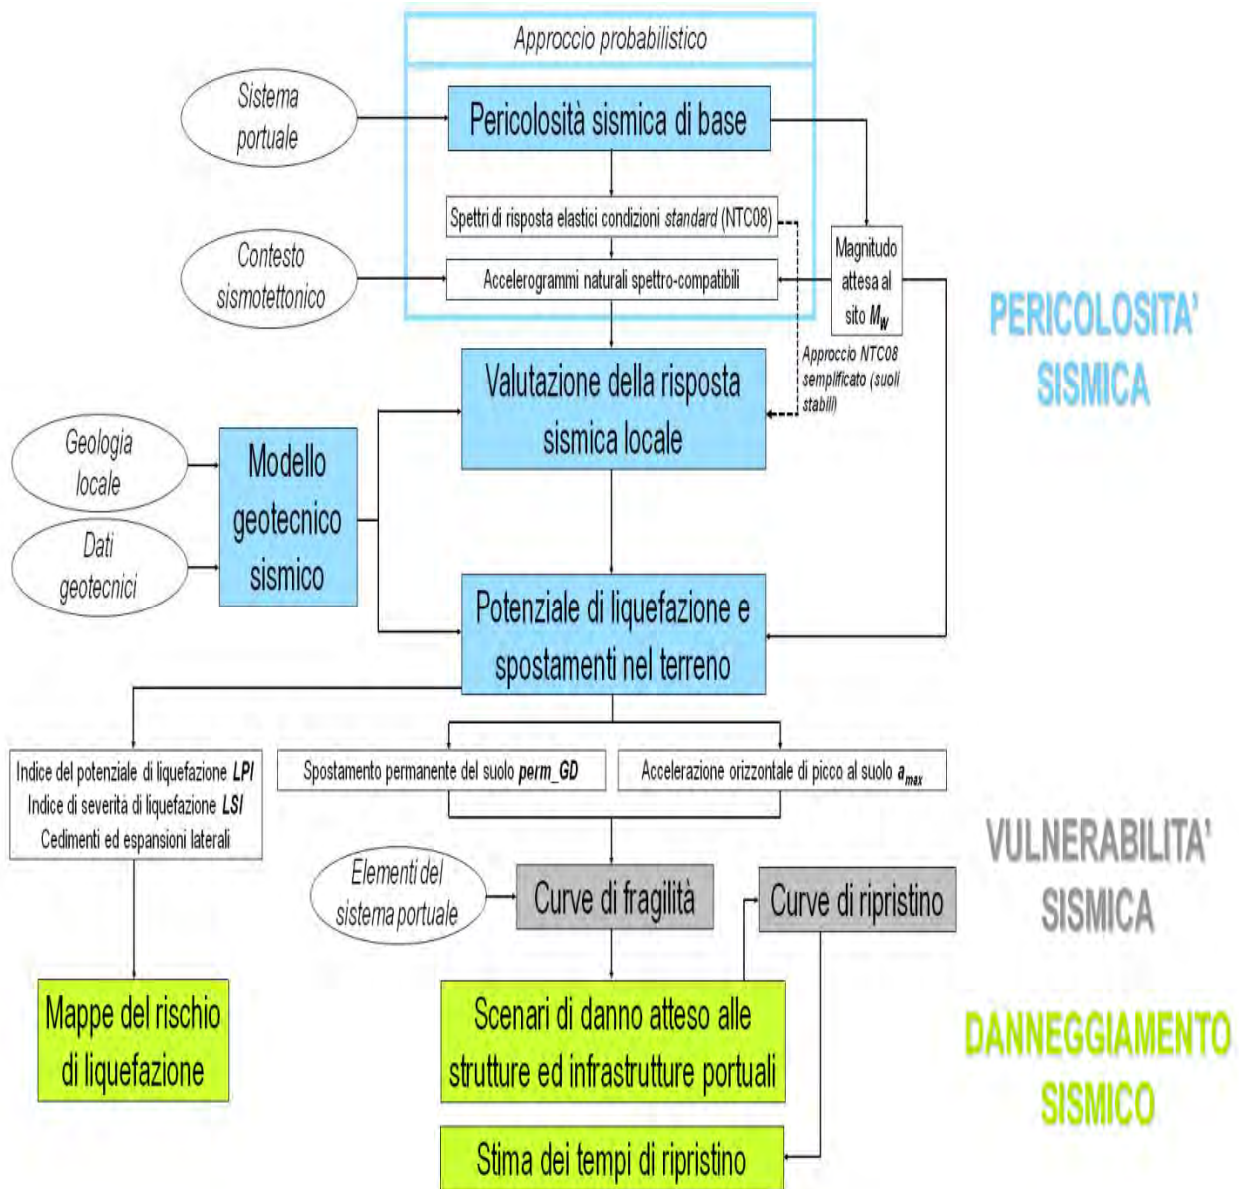 Approccio probabilistico
Sistema
portuale
Pericolosità sismica di base
Spettri di risposta elastici condizioni standard (NTC08)
Contesto
sismotettonico
Accelerogrammi naturali spettro-compatibili
Magnitudo
attesa al
sito Mw
PERICOLOSITA'
SISMICA
Approccio NTC08
semplificato (suoli
stabili)
Valutazione della risposta
sismica locale
Geologia
locale
Modello
geotecnico
sismico
Dati
geotecnici
Potenziale di liquefazione e
spostamenti nel terreno
Indice del potenziale di liquefazione LPI
Indice di severità di liquefazione LSI
Cedimenti ed espansioni laterali
Spostamento permanente del suolo perm_GD
Accelerazione orizzontale di picco al suolo amax
VULNERABILITA'
SISMICA
Elementi del
sistema portuale
Curve di fragilità
Curve di ripristino
Mappe del rischio
di liquefazione
Scenari di danno atteso alle
strutture ed infrastrutture portuali
DANNEGGIAMENTO
SISMICO
Stima dei tempi di ripristino